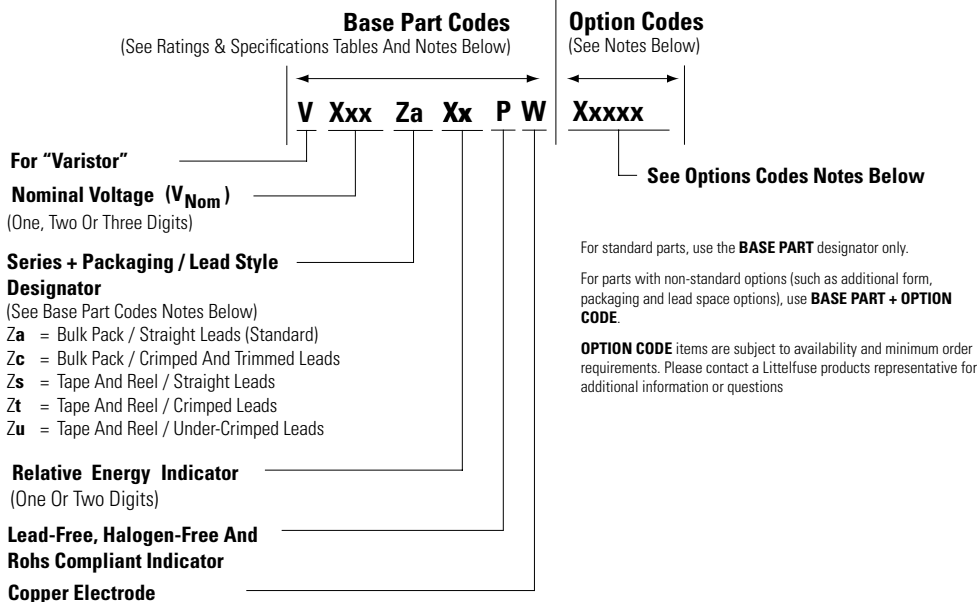 Base Part Codes
(See Ratings & Specifications Tables And Notes Below)
Option Codes
(See Notes Below)
V Xxx Za Xx P W Xxxxx
For “Varistor”
Nominal Voltage (VNom)
(One, Two Or Three Digits)
Series + Packaging / Lead Style
Designator
(See Base Part Codes Notes Below)
Za = Bulk Pack / Straight Leads (Standard)
Zc = Bulk Pack / Crimped And Trimmed Leads
Zs = Tape And Reel / Straight Leads
Zt = Tape And Reel / Crimped Leads
Zu = Tape And Reel / Under-Crimped Leads
Relative Energy Indicator
(One Or Two Digits)
Lead-Free, Halogen-Free And
Rohs Compliant Indicator
Copper Electrode
See Options Codes Notes Below
For standard parts, use the BASE PART designator only.
For parts with non-standard options (such as additional form,
packaging and lead space options), use BASE PART + OPTION
CODE.
OPTION CODE items are subject to availability and minimum order
requirements. Please contact a Littelfuse products representative for
additional information or questions